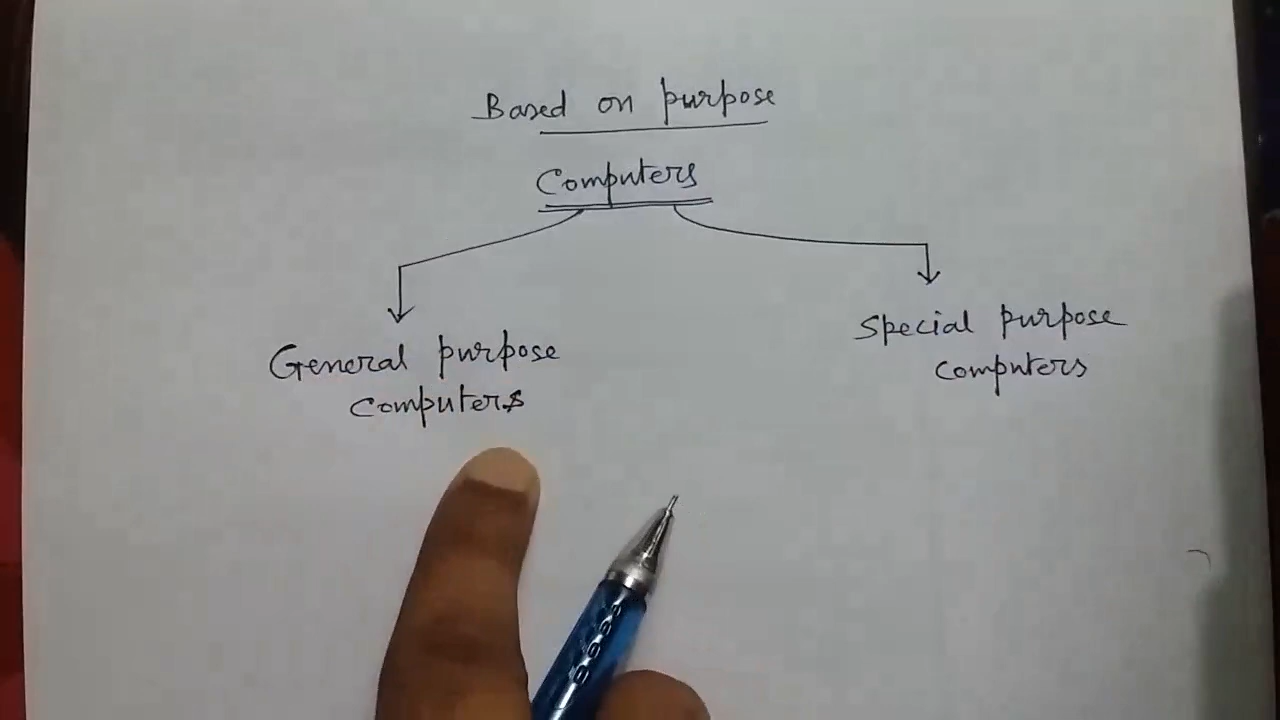 Based on purpose
Computers
General purpose
computers
Special purpose
computers